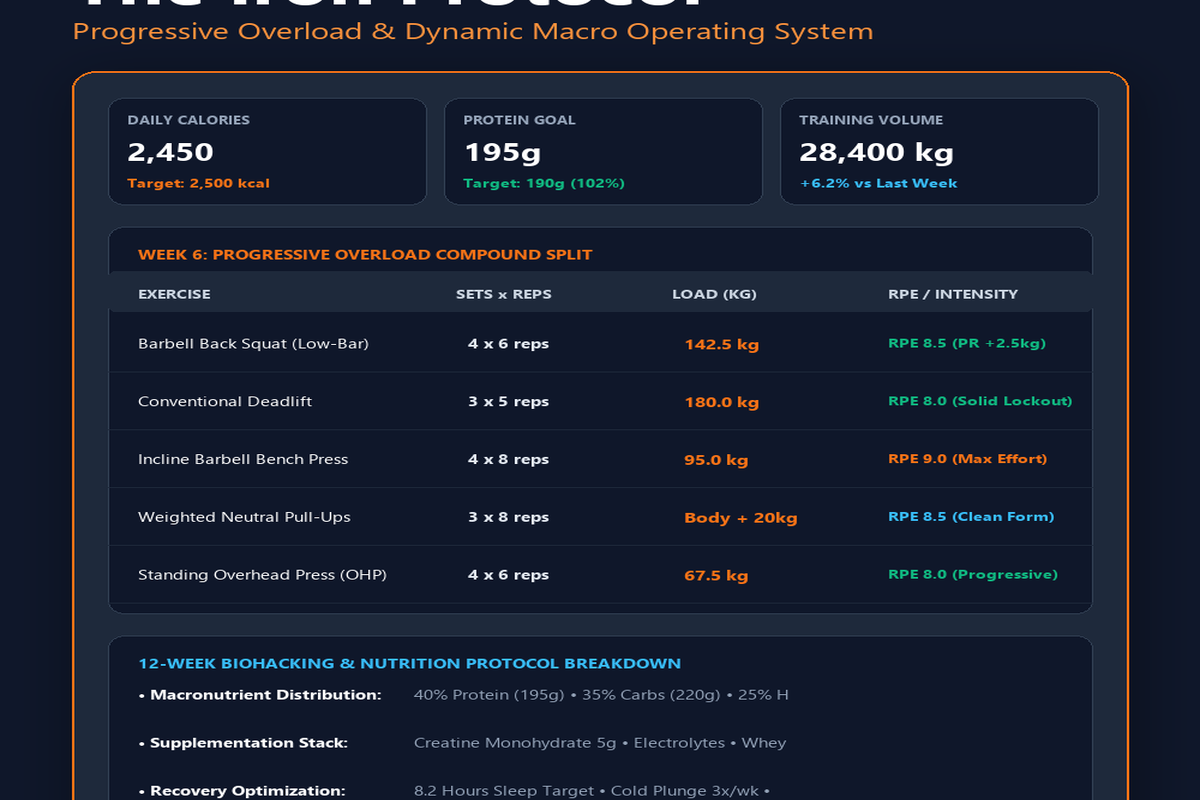 The Iron Protocol
Progressive Overload & Dynamic Macro Operating System
DAILY CALORIES
2,450
Target: 2,500 kcal
PROTEIN GOAL
195g
Target: 190g (102%)
TRAINING VOLUME
28,400 kg
+6.2% vs Last Week
WEEK 6: PROGRESSIVE OVERLOAD COMPOUND SPLIT
EXERCISE SETS x REPS LOAD (KG) RPE / INTENSITY
Barbell Back Squat (Low-Bar) 4 x 6 reps 142.5 kg RPE 8.5 (PR +2.5kg)
Conventional Deadlift 3 x 5 reps 180.0 kg RPE 8.0 (Solid Lockout)
Incline Barbell Bench Press 4 x 8 reps 95.0 kg RPE 9.0 (Max Effort)
Weighted Neutral Pull-Ups 3 x 8 reps Body + 20kg RPE 8.5 (Clean Form)
Standing Overhead Press (OHP) 4 x 6 reps 67.5 kg RPE 8.0 (Progressive)
12-WEEK BIOHACKING & NUTRITION PROTOCOL BREAKDOWN
• Macronutrient Distribution: 40% Protein (195g) • 35% Carbs (220g) • 25% H
• Supplementation Stack: Creatine Monohydrate 5g • Electrolytes • Whey
• Recovery Optimization: 8.2 Hours Sleep Target • Cold Plunge 3x/wk •